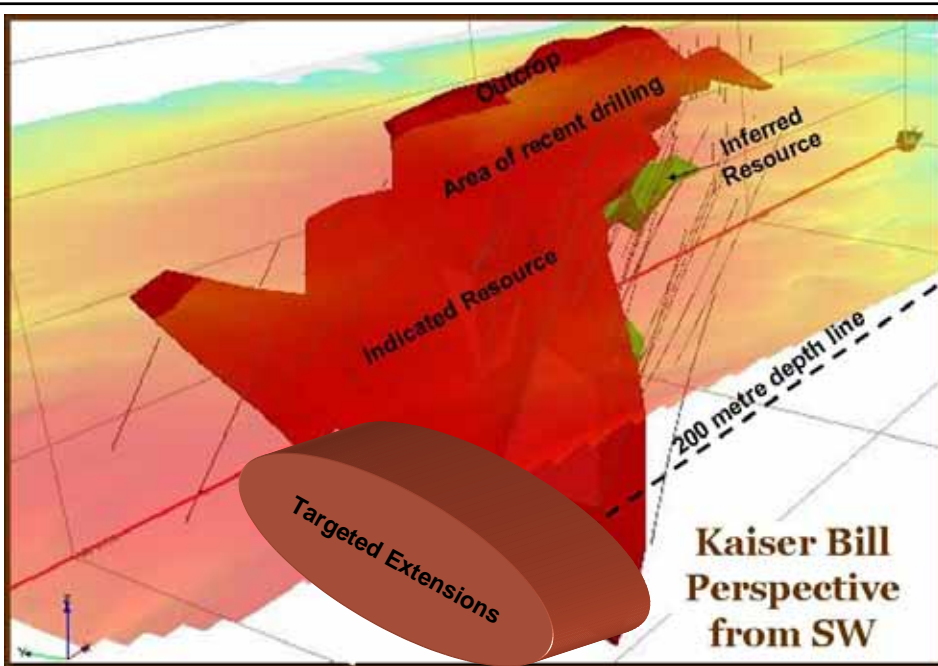 Outcrop
Area of recent drilling
Inferred
Resource
Indicated Resource
200 metre depth line
Targeted Extensions
Kaiser Bill
Perspective
from SW
Z
Y